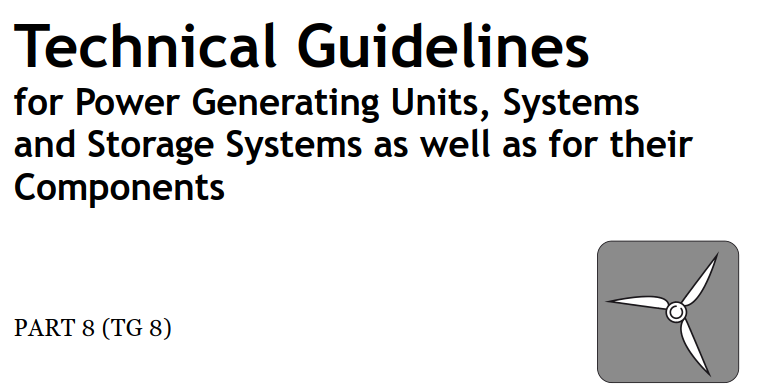 Technical Guidelines
for Power Generating Units, Systems
and Storage Systems as well as for their
Components
PART 8 (TG 8)